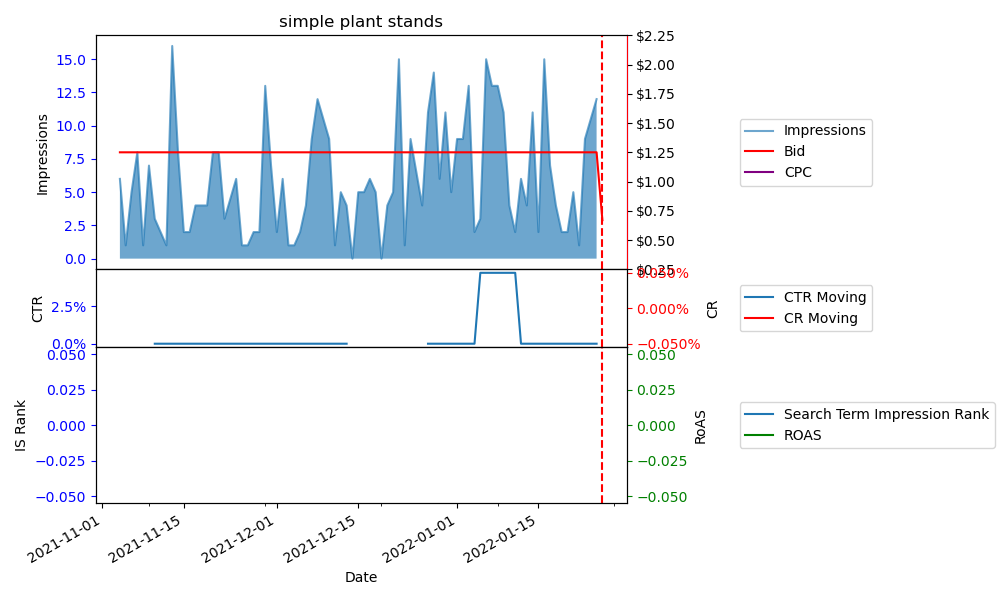 simple plant stands
Impressions
15.0
12.5
10.0
7.5
5.0
2.5
0.0
$2.25
$2.00
$1.75
$1.50
$1.25
$1.00
$0.75
$0.50
$0.25
Impressions
Bid
CPC
CTR
2.5%
0.0%
0.050%
0.000%
−0.050%
CR
CTR Moving
CR Moving
IS Rank
0.050
0.025
0.000
−0.025
−0.050
0.050
0.025
0.000
−0.025
−0.050
RoAS
Search Term Impression Rank
ROAS
2021-11-01
2021-11-15
2021-12-01
2021-12-15
2022-01-01
2022-01-15
Date